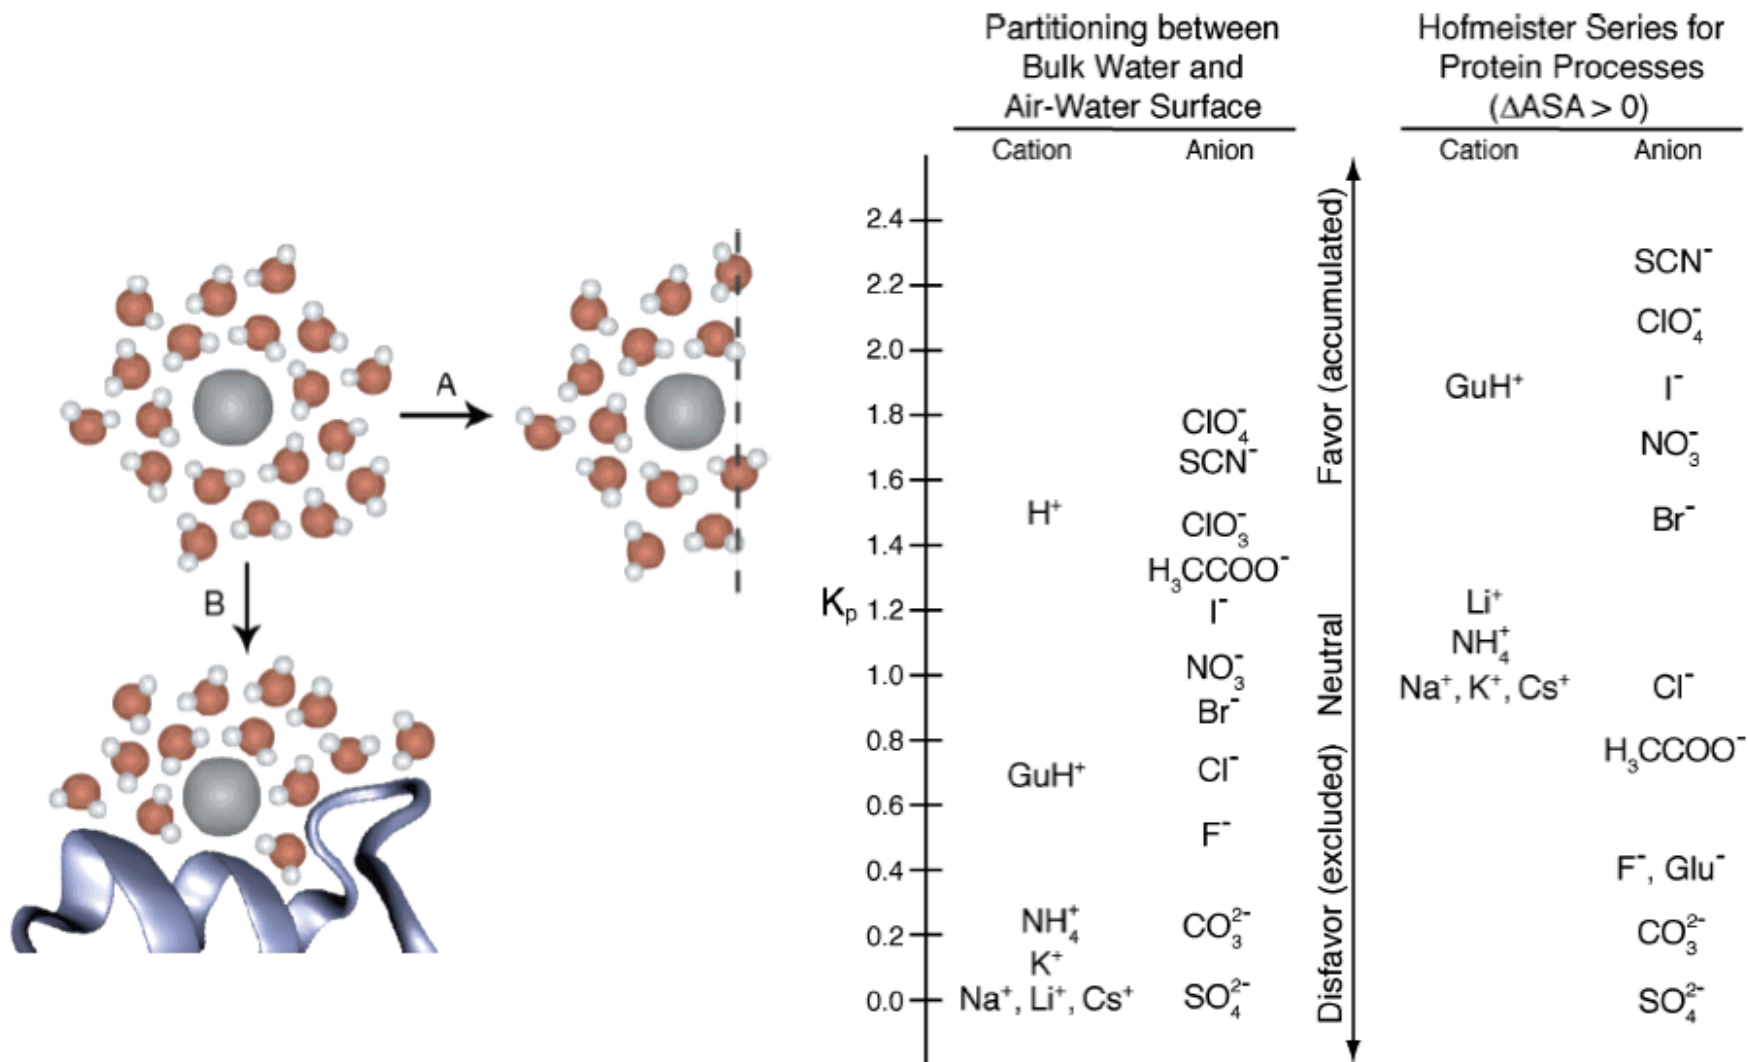 A
B
Partitioning between
Bulk Water and
Air-Water Surface
Cation Anion
K_p
2.4
2.2
2.0
1.8
1.6
1.4
1.2
1.0
0.8
0.6
0.4
0.2
0.0
H⁺
GuH⁺
NH₄⁺
K⁺
Na⁺, Li⁺, Cs⁺
ClO₄⁻
SCN⁻
ClO₃⁻
H₃CCOO⁻
I⁻
NO₃⁻
Br⁻
Cl⁻
F⁻
CO₃²⁻
SO₄²⁻
Favor (accumulated)
Neutral
Disfavor (excluded)
Hofmeister Series for
Protein Processes
(ΔASA > 0)
Cation Anion
GuH⁺
Li⁺
NH₄⁺
Na⁺, K⁺, Cs⁺
SCN⁻
ClO₄⁻
I⁻
NO₃⁻
Br⁻
Cl⁻
H₃CCOO⁻
F⁻, Glu⁻
CO₃²⁻
SO₄²⁻